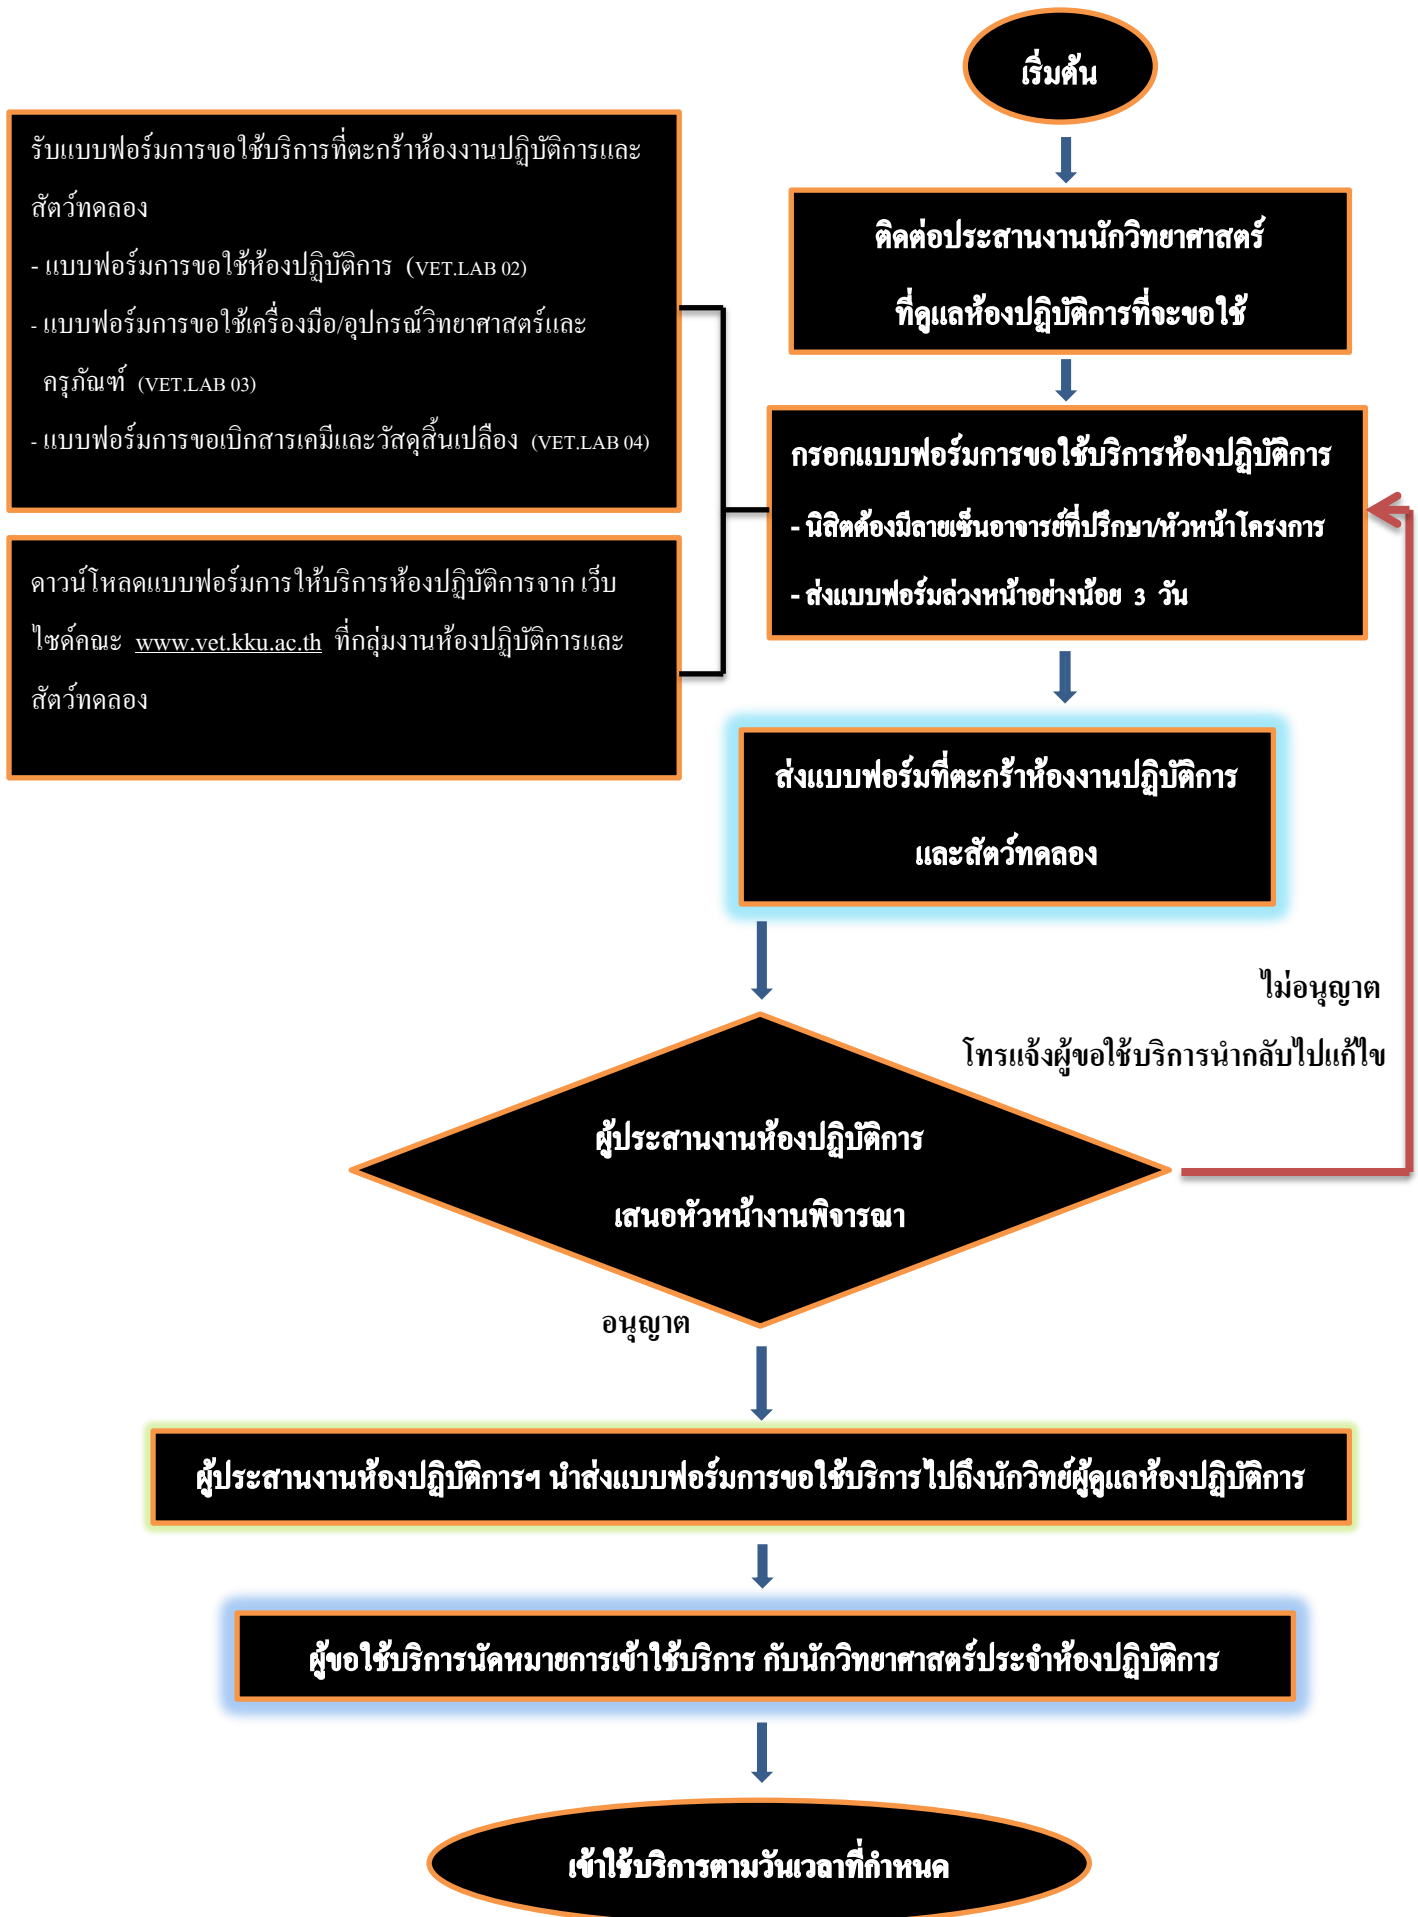 เริ่มต้น
ติดต่อประสานงานนักวิทยาศาสตร์
ที่ดูแลห้องปฏิบัติการที่จะขอใช้
รับแบบฟอร์มการขอใช้บริการที่ตะกร้าห้องงานปฏิบัติการและ
สัตว์ทดลอง
- แบบฟอร์มการขอใช้ห้องปฏิบัติการ (VET.LAB 02)
- แบบฟอร์มการขอใช้เครื่องมือ/อุปกรณ์วิทยาศาสตร์และ
ครุภัณฑ์ (VET.LAB 03)
- แบบฟอร์มการขอเบิกสารเคมีและวัสดุสิ้นเปลือง (VET.LAB 04)
ดาวน์โหลดแบบฟอร์มการให้บริการห้องปฏิบัติการจาก เว็บ
ไซด์คณะ www.vet.kku.ac.th ที่กลุ่มงานห้องปฏิบัติการและ
สัตว์ทดลอง
กรอกแบบฟอร์มการขอใช้บริการห้องปฏิบัติการ
- นิสิตต้องมีลายเซ็นอาจารย์ที่ปรึกษา/หัวหน้าโครงการ
- ส่งแบบฟอร์มล่วงหน้าอย่างน้อย 3 วัน
ส่งแบบฟอร์มที่ตะกร้าห้องงานปฏิบัติการ
และสัตว์ทดลอง
ไม่อนุญาต
โทรแจ้งผู้ขอใช้บริการนำกลับไปแก้ไข
ผู้ประสานงานห้องปฏิบัติการ
เสนอหัวหน้างานพิจารณา
อนุญาต
ผู้ประสานงานห้องปฏิบัติการฯ นำส่งแบบฟอร์มการขอใช้บริการ ไปถึงนักวิทย์ผู้ดูแลห้องปฏิบัติการ
ผู้ขอใช้บริการนัดหมายการเข้าใช้บริการ กับนักวิทยาศาสตร์ประจำห้องปฏิบัติการ
เข้าใช้บริการตามวันเวลาที่กำหนด